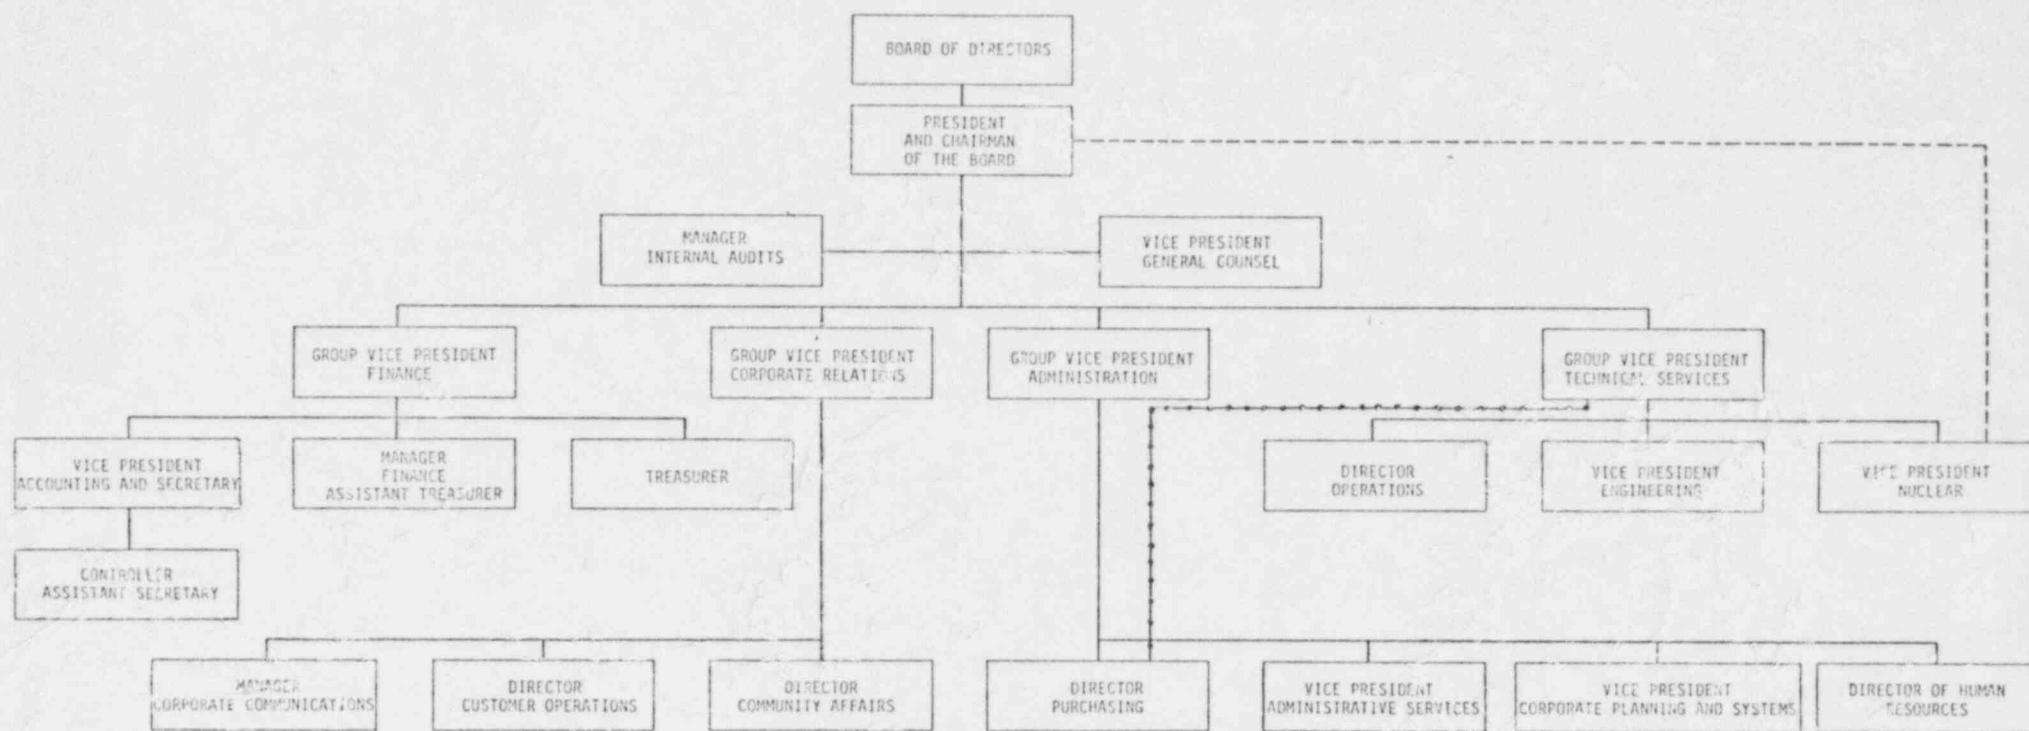 BOARD OF DIRECTORS
PRESIDENT
AND CHAIRMAN
OF THE BOARD
MANAGER
INTERNAL AUDITS
VICE PRESIDENT
GENERAL COUNSEL
GROUP VICE PRESIDENT
FINANCE
GROUP VICE PRESIDENT
CORPORATE RELATIONS
GROUP VICE PRESIDENT
ADMINISTRATION
GROUP VICE PRESIDENT
TECHNICAL SERVICES
VICE PRESIDENT
ACCOUNTING AND SECRETARY
MANAGER
FINANCE
ASSISTANT TREASURER
TREASURER
DIRECTOR
OPERATIONS
VICE PRESIDENT
ENGINEERING
VICE PRESIDENT
NUCLEAR
CONTROLLER
ASSISTANT SECRETARY
MANAGER
CORPORATE COMMUNICATIONS
DIRECTOR
CUSTOMER OPERATIONS
DIRECTOR
COMMUNITY AFFAIRS
DIRECTOR
PURCHASING
VICE PRESIDENT
ADMINISTRATIVE SERVICES
VICE PRESIDENT
CORPORATE PLANNING AND SYSTEMS
DIRECTOR OF HUMAN
RESOURCES